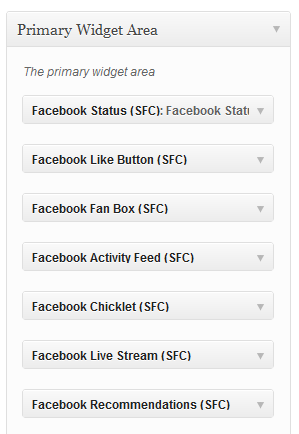 Primary Widget Area
The primary widget area
Facebook Status (SFC): Facebook Statu
Facebook Like Button (SFC)
Facebook Fan Box (SFC)
Facebook Activity Feed (SFC)
Facebook Chicklet (SFC)
Facebook Live Stream (SFC)
Facebook Recommendations (SFC)